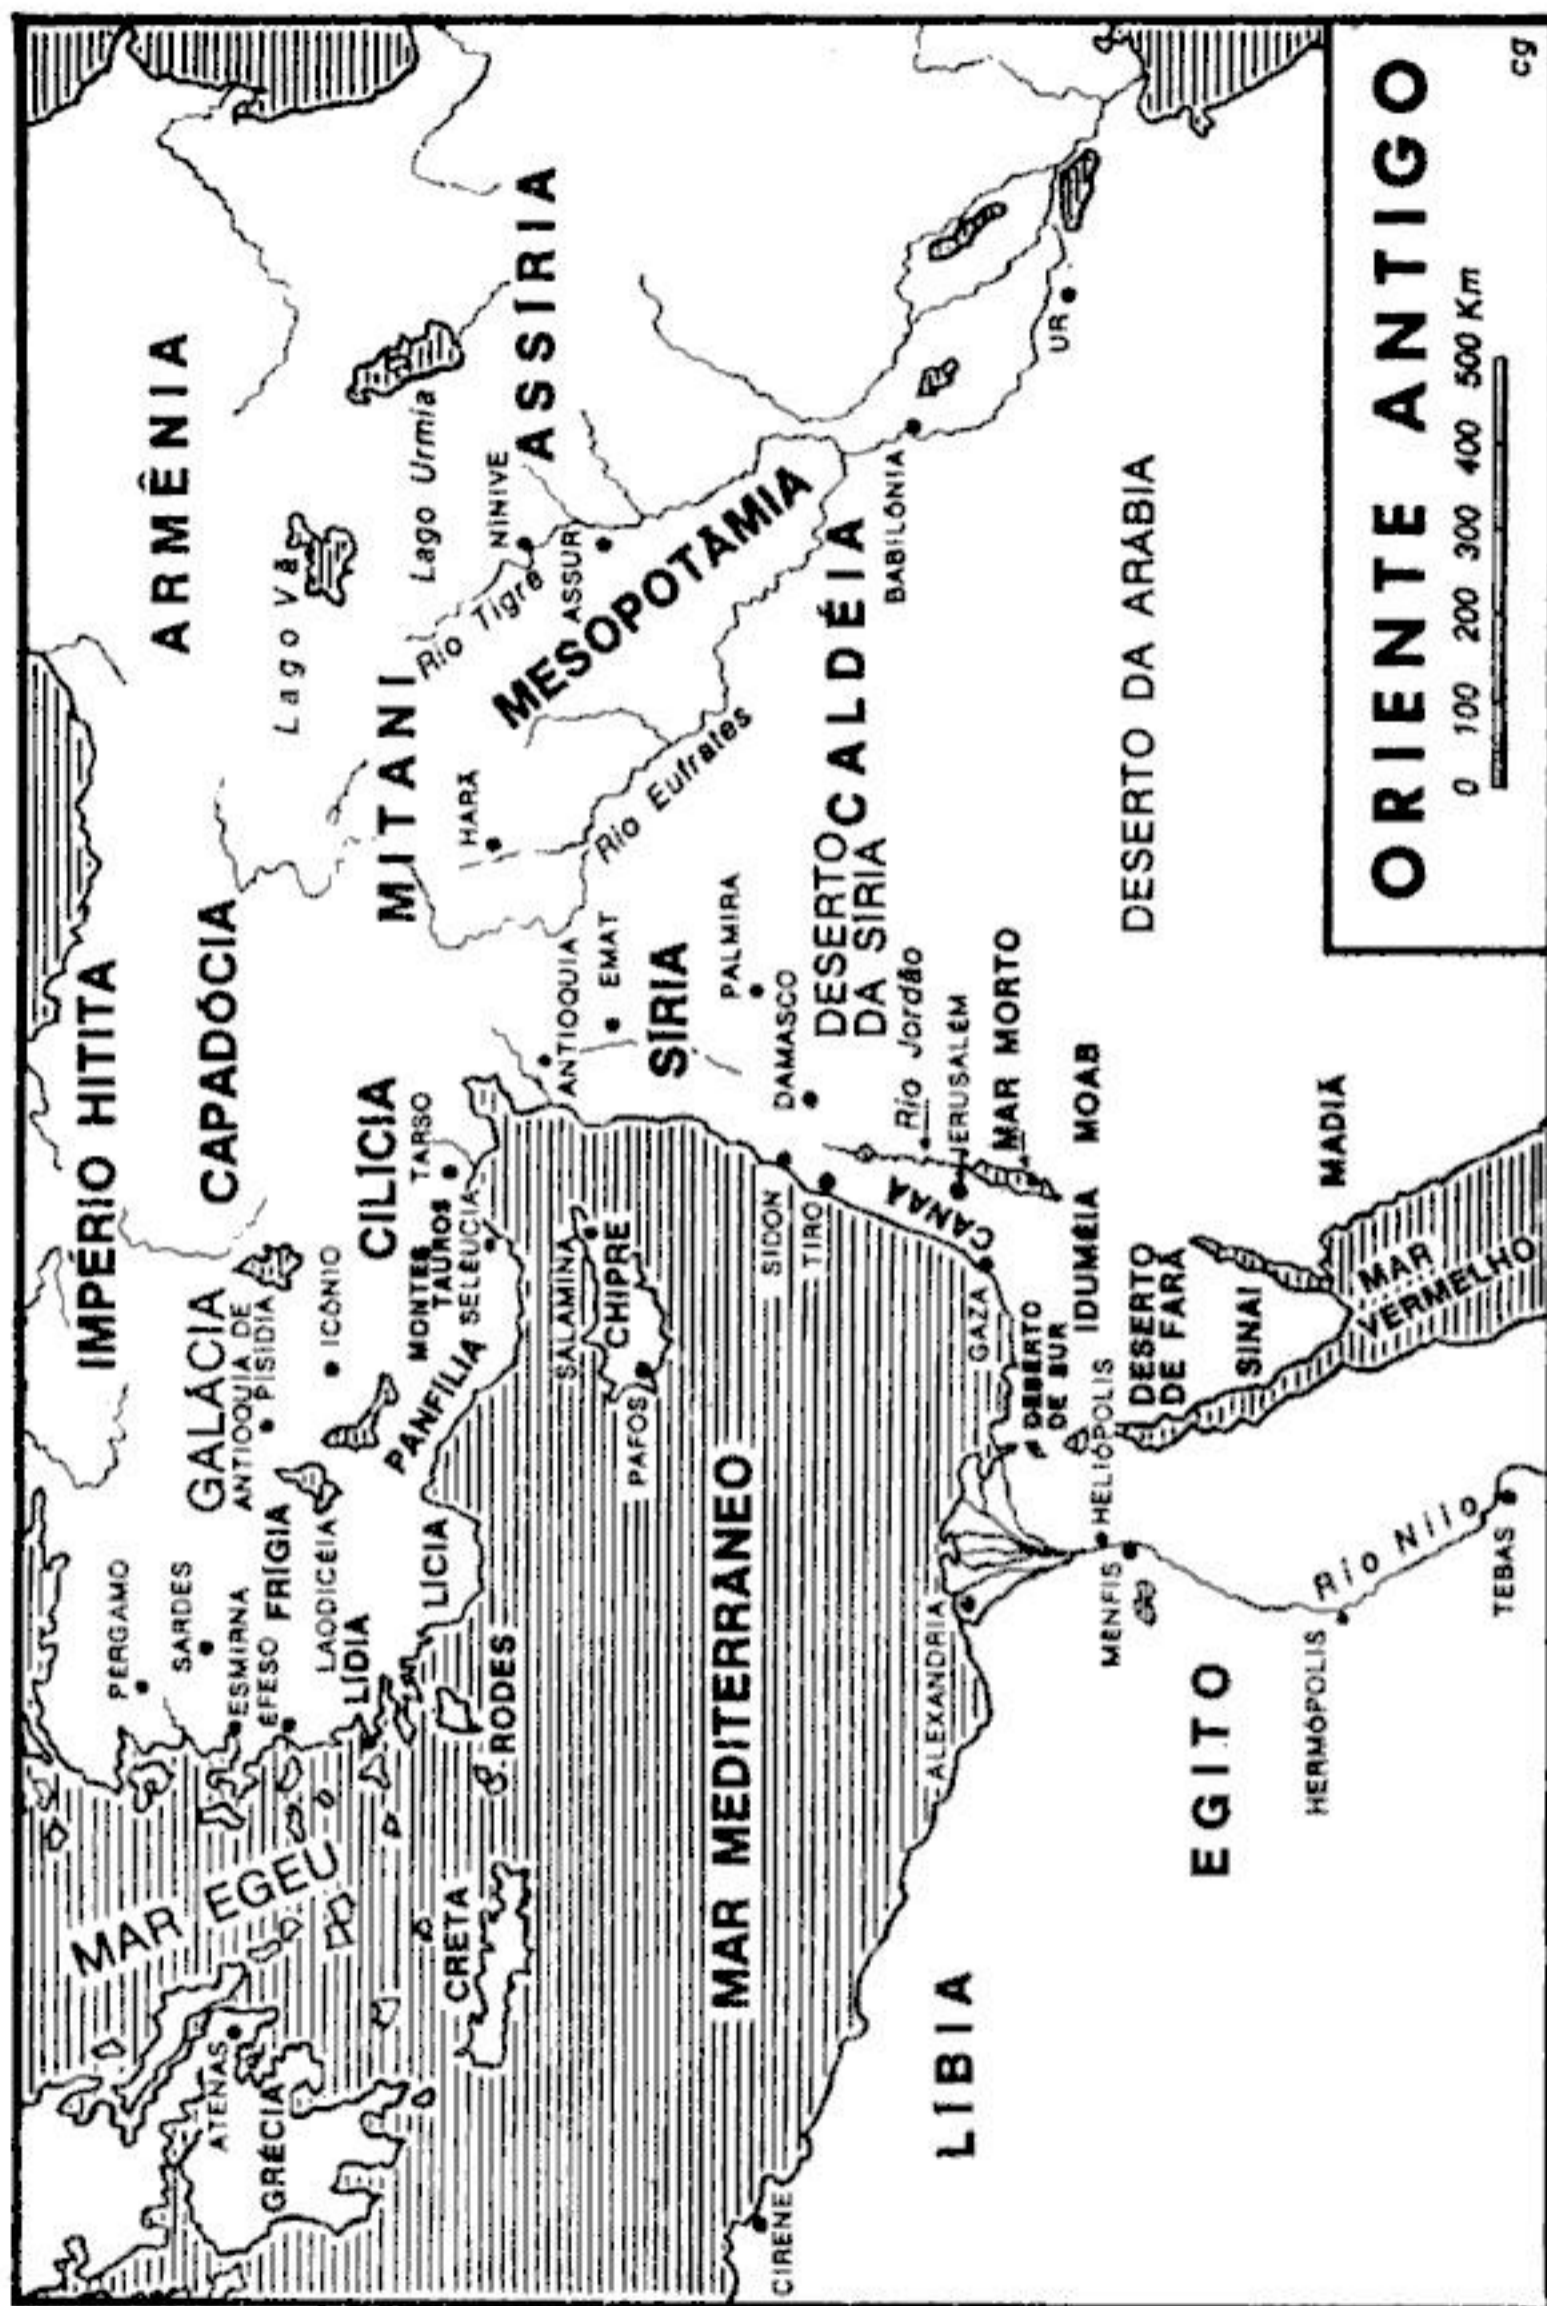 IMPÉRIO HITITA
ARMÊNIA
MAR EGEU
CAPADÓCIA
GALÁCIA
PÉRGAMO
SARDES
ESMIRNA
ÉFESO
FRÍGIA
ANTIOQUIA DE
PISIDIA
ATENAS
GRÉCIA
LAODICÉIA
LÍDIA
ICÔNIO
CILICIA
MONTES
TAUROS
TARSO
SELEUCIA
PANFÍLIA
LICIA
RODES
CRETA
Lago Vã
Lago Urmia
MITANI
HARÃ
Rio Tigre
NÍNIVE
ASSUR
ASSÍRIA
MESOPOTÂMIA
Rio Eufrates
ANTIOQUIA
EMAT
SÍRIA
PALMIRA
SALAMINA
CHIPRE
PAFOS
MAR MEDITERRÂNEO
SIDON
TIRO
DAMASCO
DESERTO
DA SÍRIA
CALDÉIA
BABILÔNIA
UR
Rio Jordão
JERUSALÉM
MAR MORTO
CANAÃ
GAZA
CIRENE
LÍBIA
ALEXANDRIA
DESERTO
DE SUR
IDUMÉIA
MOAB
HELIÓPOLIS
MENFIS
DESERTO
DE FARÃ
SINAI
MADIÃ
DESERTO DA ARÁBIA
EGITO
HERMÓPOLIS
Rio Nilo
TEBAS
MAR
VERMELHO
ORIENTE ANTIGO
0 100 200 300 400 500 Km
cg